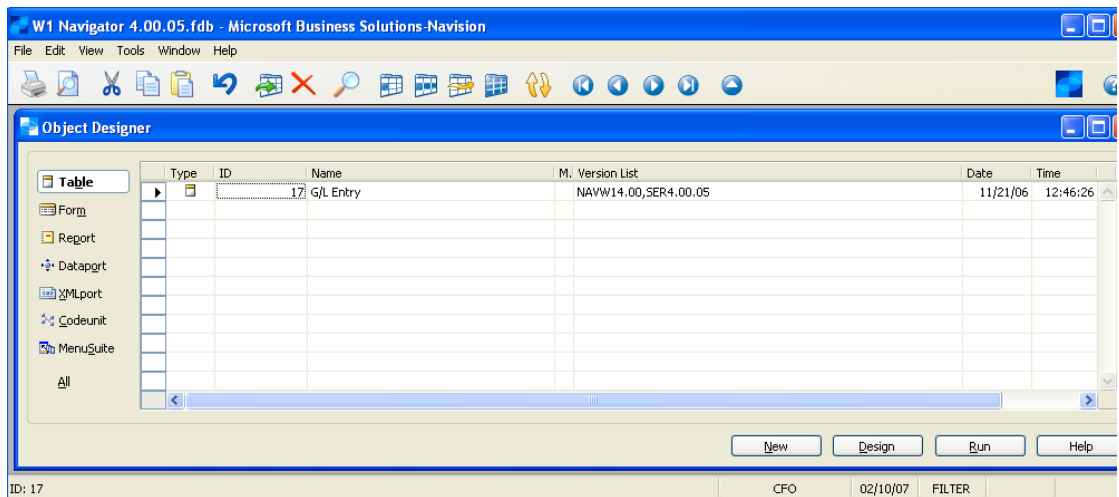 W1 Navigator 4.00.05.fdb - Microsoft Business Solutions-Navision
File Edit View Tools Window Help
Object Designer
Type ID Name M. Version List Date Time
17 G/L Entry NAVW14.00,SER4.00.05 11/21/06 12:46:26
Table
Form
Report
Dataport
XMLport
Codeunit
MenuSuite
All
New Design Run Help
ID: 17 CFO 02/10/07 FILTER